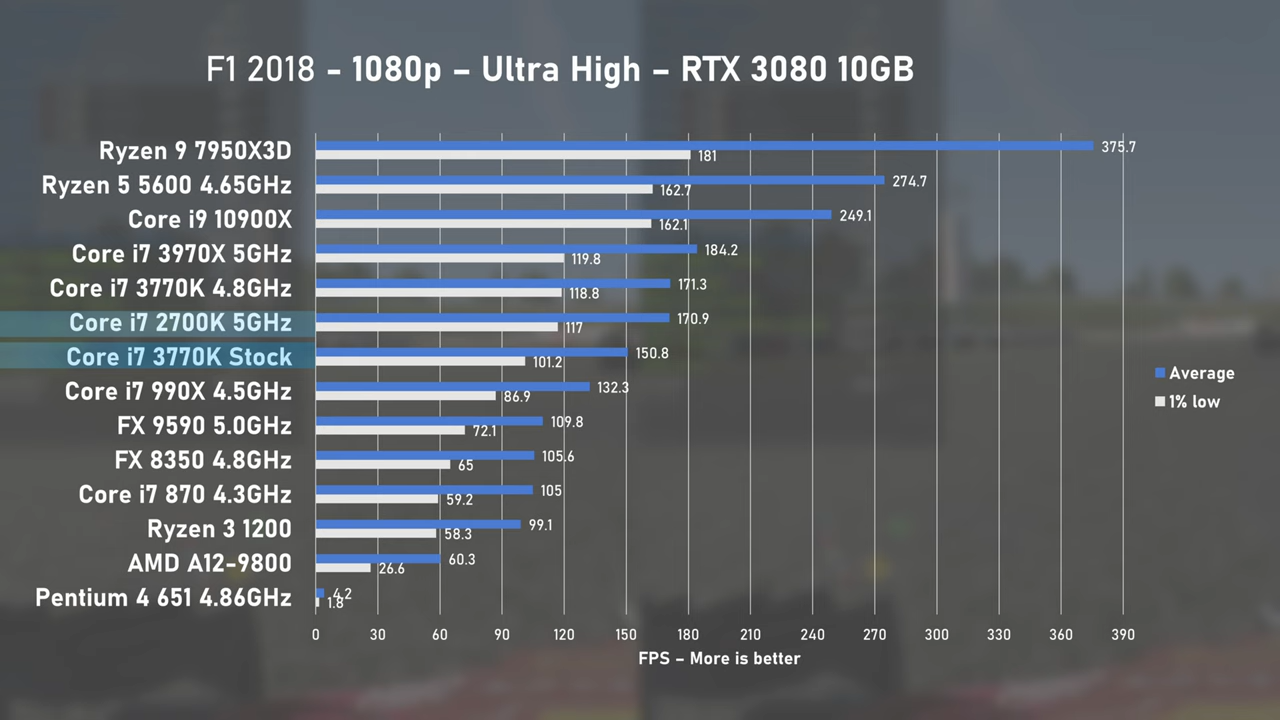 F1 2018 - 1080p – Ultra High – RTX 3080 10GB
Ryzen 9 7950X3D 375.7 181
Ryzen 5 5600 4.65GHz 274.7 162.7
Core i9 10900X 249.1 162.1
Core i7 3970X 5GHz 184.2 119.8
Core i7 3770K 4.8GHz 171.3 118.8
Core i7 2700K 5GHz 170.9 117
Core i7 3770K Stock 150.8 101.2
Core i7 990X 4.5GHz 132.3 86.9
FX 9590 5.0GHz 109.8 72.1
FX 8350 4.8GHz 105.6 65
Core i7 870 4.3GHz 105 59.2
Ryzen 3 1200 99.1 58.3
AMD A12-9800 60.3 26.6
Pentium 4 651 4.86GHz 4.2 1.8
0 30 60 90 120 150 180 210 240 270 300 330 360 390
FPS – More is better
Average
1% low